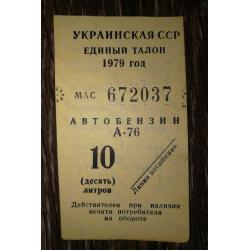 УКРАИНСКАЯ ССР
ЕДИНЫЙ ТАЛОН
1979 год
МАС 672037
АВТОБЕНЗИН
А-76
10
(десять)
литров
Линия погашения
Действителен при наличии
печати потребителя
на обороте